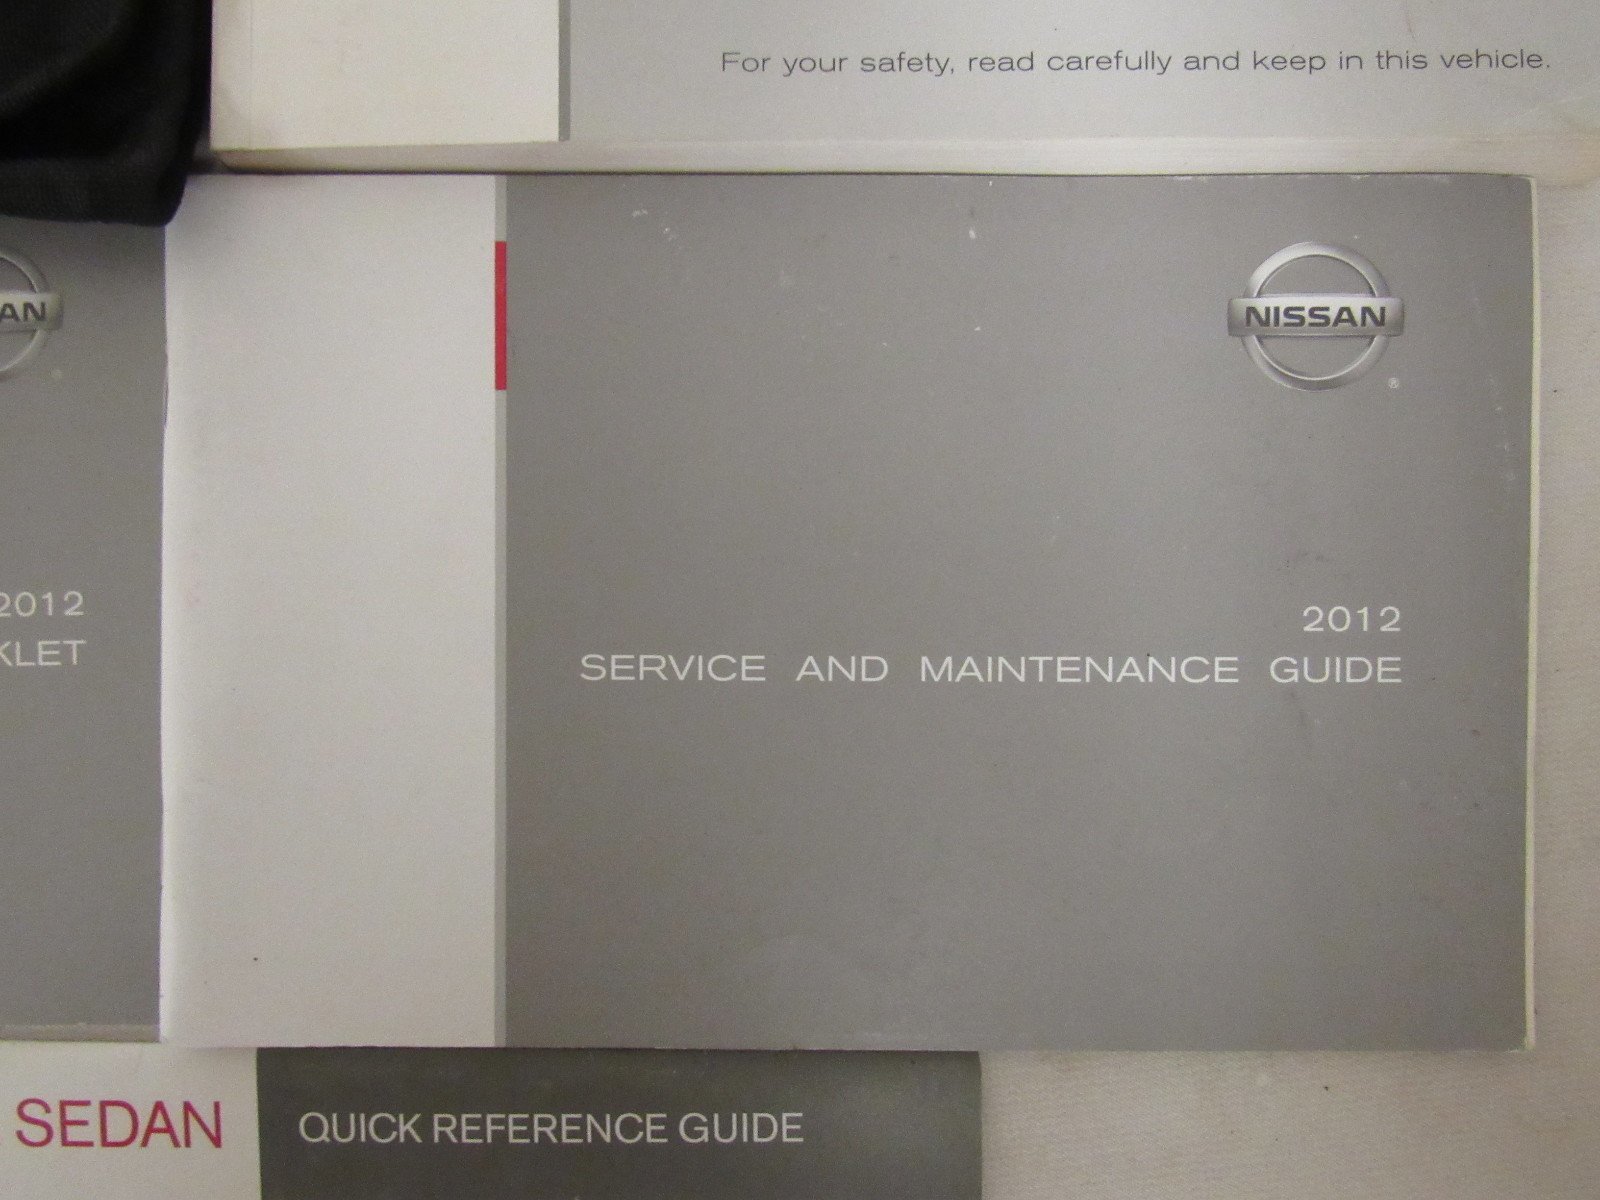 For your safety, read carefully and keep in this vehicle.
NISSAN
®
2012
SERVICE AND MAINTENANCE GUIDE
2012
SEDAN
QUICK REFERENCE GUIDE